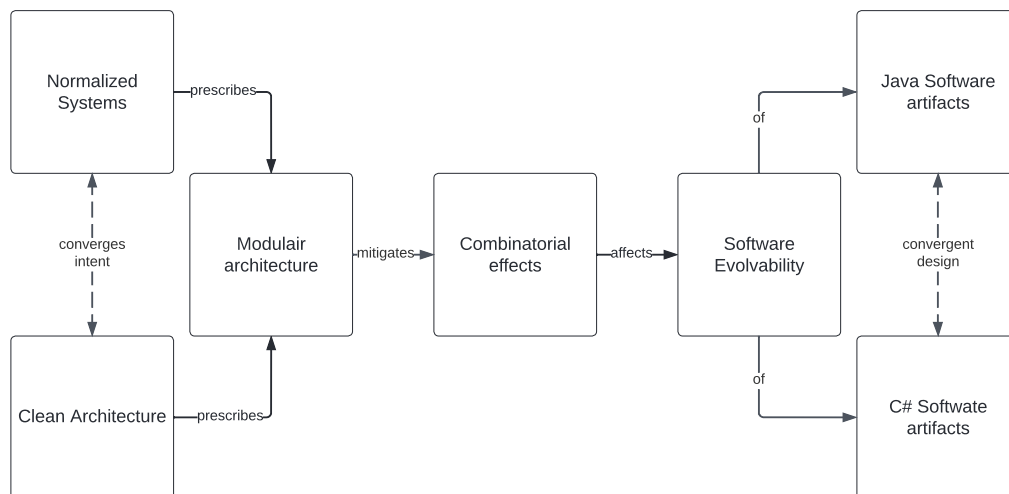 Normalized
Systems
prescribes
of
Java Software
artifacts
converges
intent
Modulair
architecture
mitigates
Combinatorial
effects
affects
Software
Evolvability
convergent
design
Clean Architecture
prescribes
of
C# Softwate
artifacts